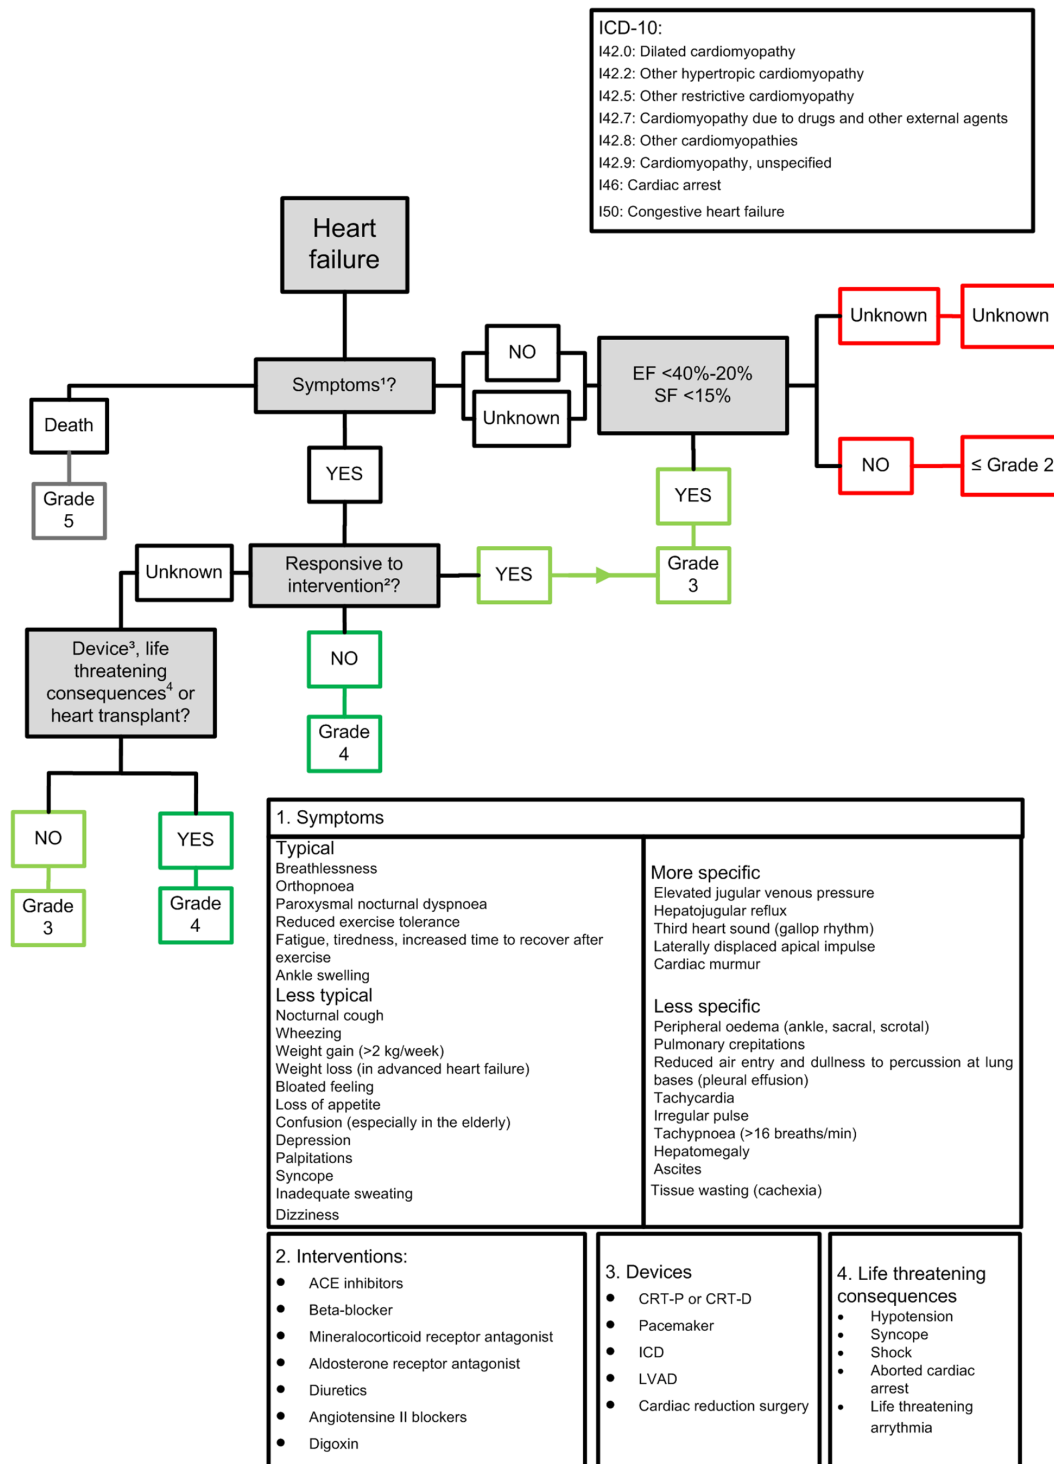 ICD-10:
I42.0: Dilated cardiomyopathy
I42.2: Other hypertropic cardiomyopathy
I42.5: Other restrictive cardiomyopathy
I42.7: Cardiomyopathy due to drugs and other external agents
I42.8: Other cardiomyopathies
I42.9: Cardiomyopathy, unspecified
I46: Cardiac arrest
I50: Congestive heart failure
Heart
failure
Symptoms¹?
NO
Unknown
EF <40%-20%
SF <15%
Unknown
Unknown
NO
≤ Grade 2
Death
Grade
5
YES
YES
Grade
3
Unknown
Responsive to
intervention²?
YES
NO
Grade
4
Device³, life
threatening
consequences⁴ or
heart transplant?
NO
Grade
3
YES
Grade
4
1. Symptoms
Typical
Breathlessness
Orthopnoea
Paroxysmal nocturnal dyspnoea
Reduced exercise tolerance
Fatigue, tiredness, increased time to recover after
exercise
Ankle swelling
Less typical
Nocturnal cough
Wheezing
Weight gain (>2 kg/week)
Weight loss (in advanced heart failure)
Bloated feeling
Loss of appetite
Confusion (especially in the elderly)
Depression
Palpitations
Syncope
Inadequate sweating
Dizziness
More specific
Elevated jugular venous pressure
Hepatojugular reflux
Third heart sound (gallop rhythm)
Laterally displaced apical impulse
Cardiac murmur
Less specific
Peripheral oedema (ankle, sacral, scrotal)
Pulmonary crepitations
Reduced air entry and dullness to percussion at lung
bases (pleural effusion)
Tachycardia
Irregular pulse
Tachypnoea (>16 breaths/min)
Hepatomegaly
Ascites
Tissue wasting (cachexia)
2. Interventions:
● ACE inhibitors
● Beta-blocker
● Mineralocorticoid receptor antagonist
● Aldosterone receptor antagonist
● Diuretics
● Angiotensine II blockers
● Digoxin
3. Devices
● CRT-P or CRT-D
● Pacemaker
● ICD
● LVAD
● Cardiac reduction surgery
4. Life threatening
consequences
• Hypotension
• Syncope
• Shock
• Aborted cardiac
arrest
• Life threatening
arrythmia